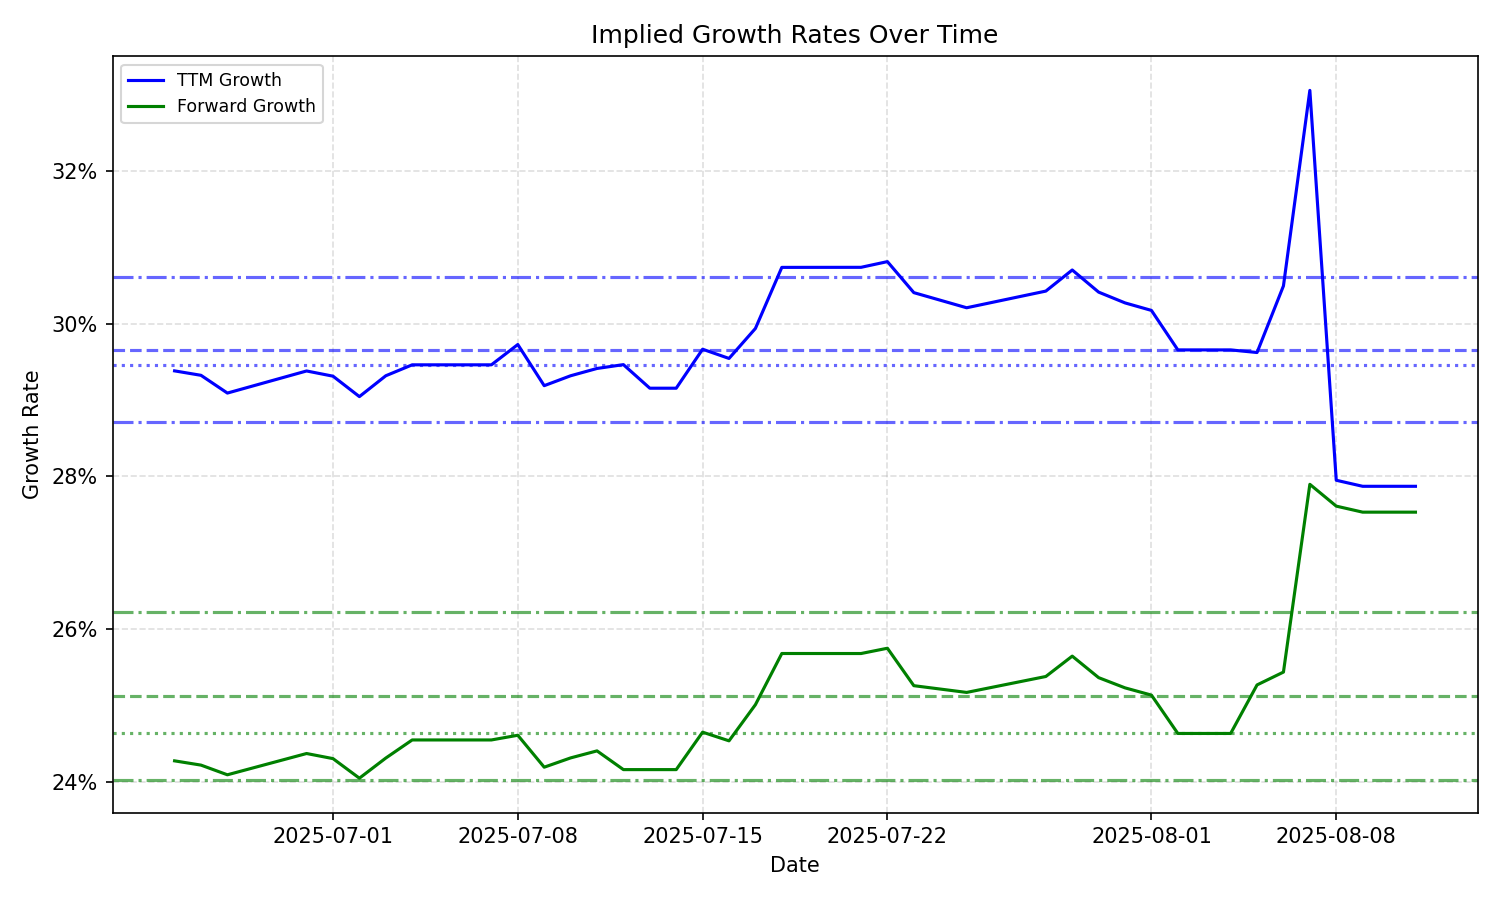 Implied Growth Rates Over Time
TTM Growth
Forward Growth
Growth Rate
32%
30%
28%
26%
24%
2025-07-01 2025-07-08 2025-07-15 2025-07-22 2025-08-01 2025-08-08
Date